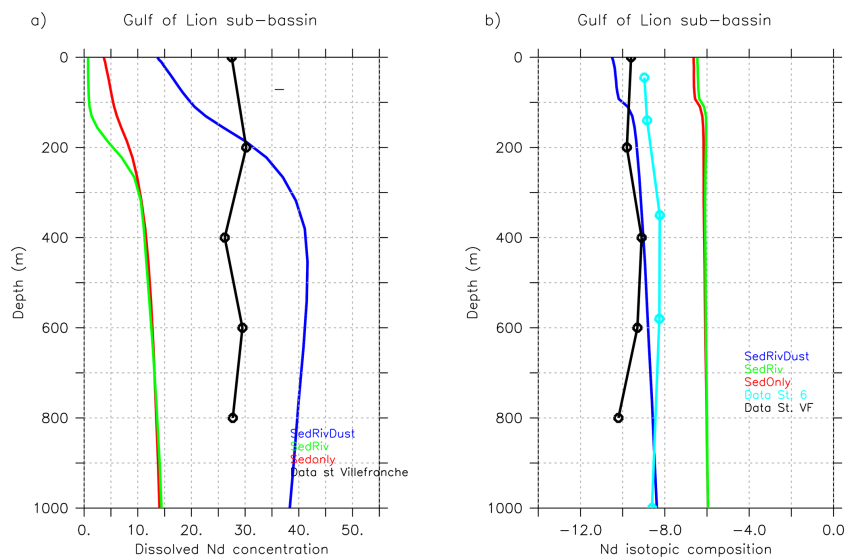 a)
Gulf of Lion sub-bassin
0
200
400
600
800
1000
Depth (m)
0.
10.
20.
30.
40.
50.
Dissolved Nd concentration
SedRivDust
SedRiv
Sedonly
Data st Villefranche
b)
Gulf of Lion sub-bassin
0
200
400
600
800
1000
Depth (m)
-12.0
-8.0
-4.0
0.0
Nd isotopic composition
SedRivDust
SedRiv
SedOnly
Data St. 6
Data St. VF